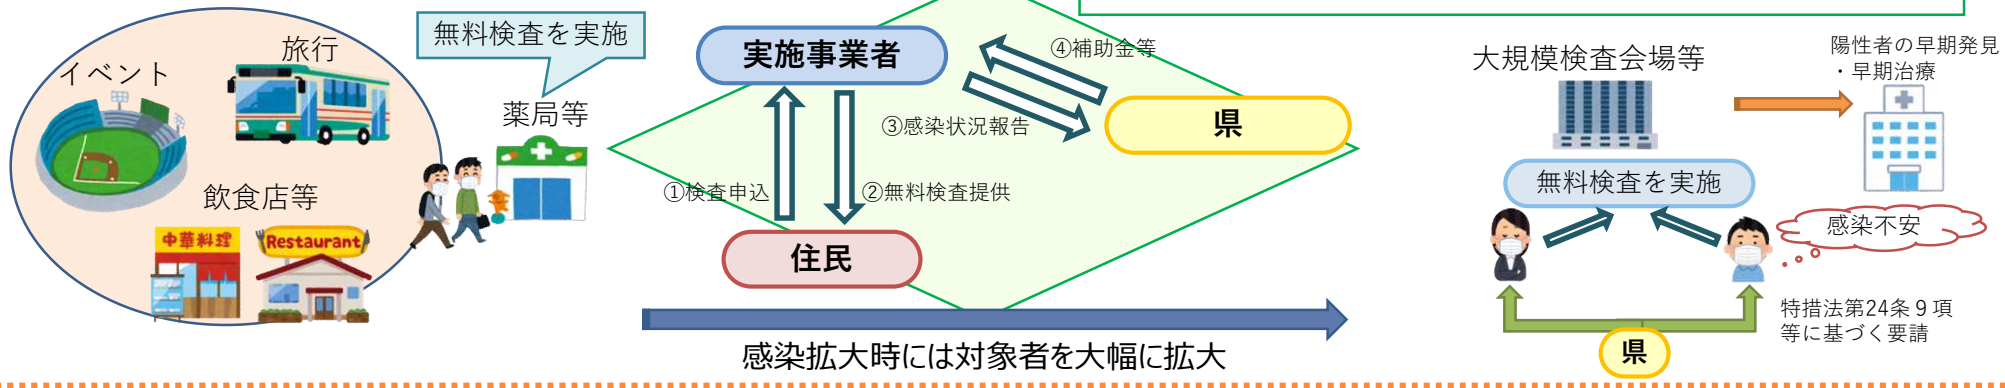 無料検査を実施
旅行
イベント
飲食店等
中華料理
Restaurant
薬局等
実施事業者
④補助金等
③感染状況報告
県
①検査申込
②無料検査提供
住民
感染拡大時には対象者を大幅に拡大
大規模検査会場等
陽性者の早期発見
・早期治療
無料検査を実施
感染不安
特措法第24条9項
等に基づく要請
県